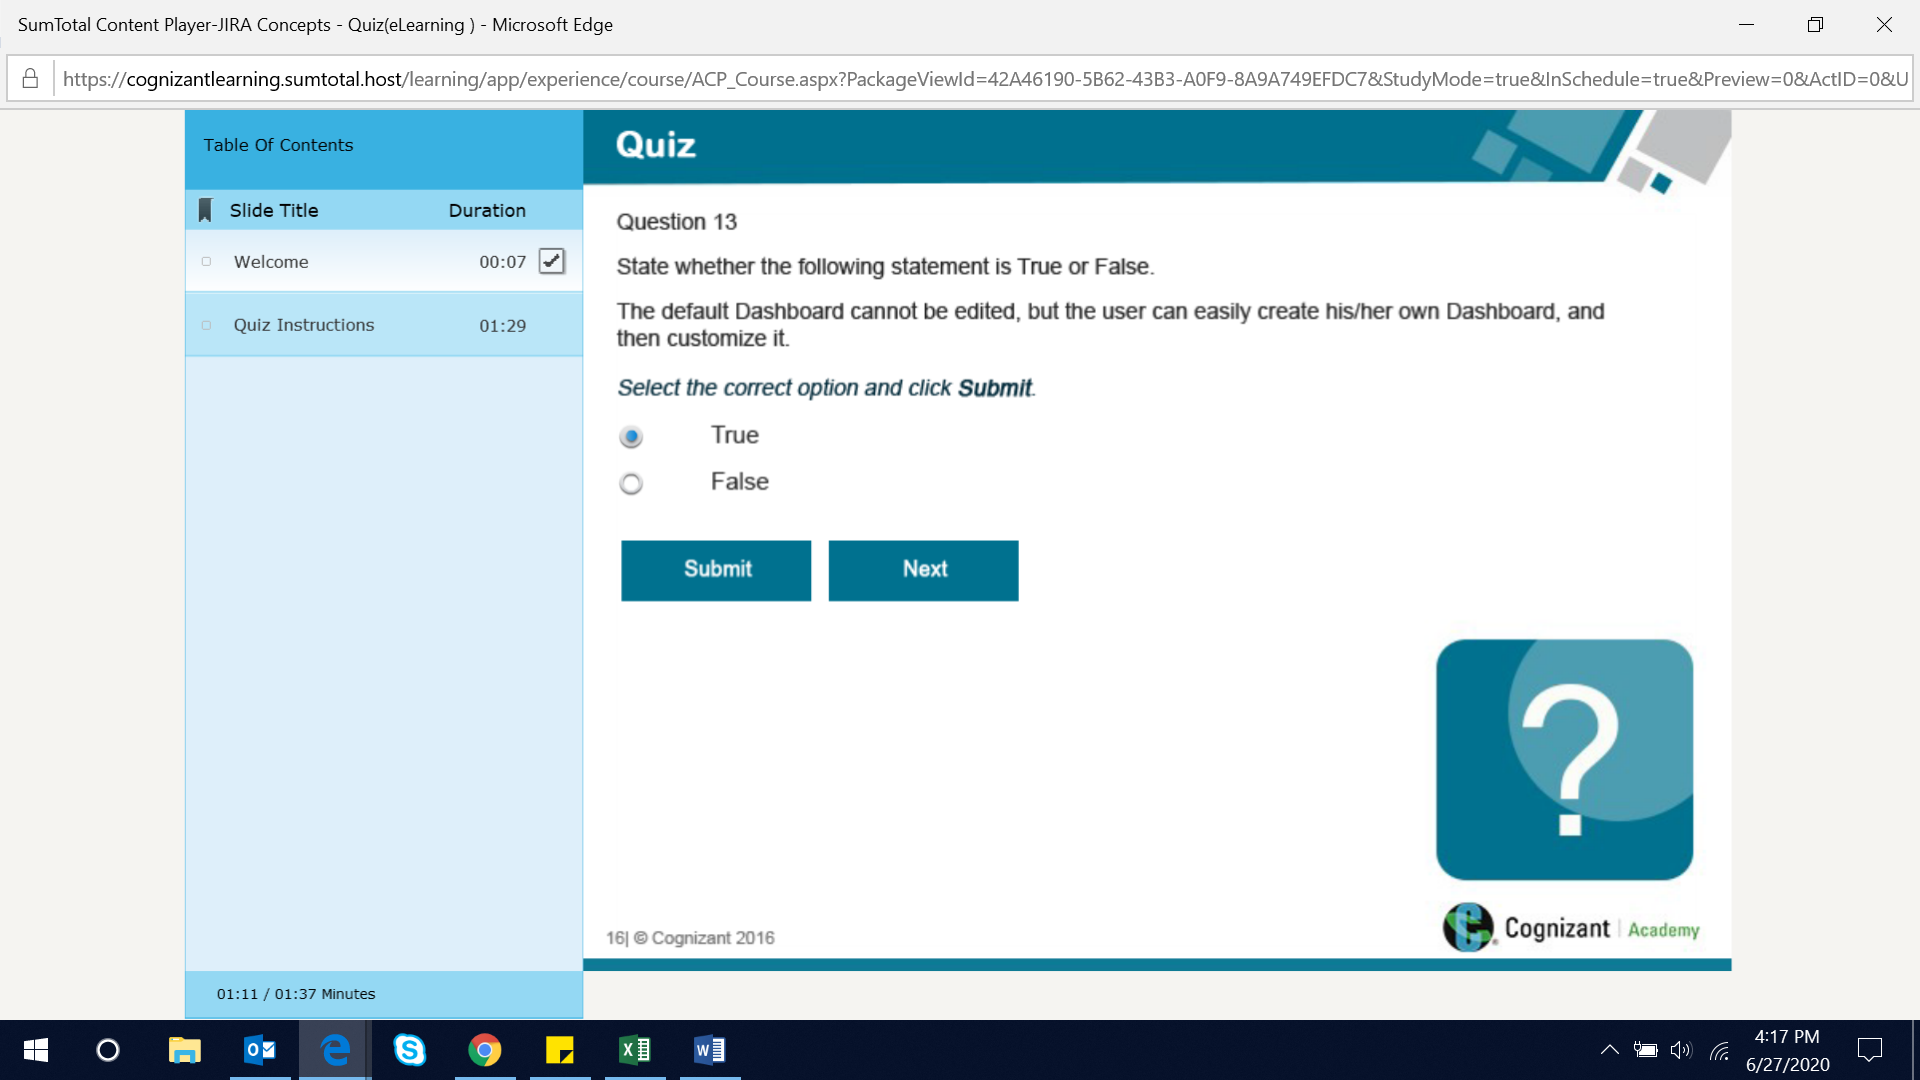 SumTotal Content Player-JIRA Concepts - Quiz(eLearning ) - Microsoft Edge
https://cognizantlearning.sumtotal.host/learning/app/experience/course/ACP_Course.aspx?PackageViewId=42A46190-5B62-43B3-A0F9-8A9A749EFDC7&StudyMode=true&InSchedule=true&Preview=0&ActID=0&U
Table Of Contents
Slide Title Duration
Welcome 00:07
Quiz Instructions 01:29
01:11 / 01:37 Minutes
Quiz
Question 13
State whether the following statement is True or False.
The default Dashboard cannot be edited, but the user can easily create his/her own Dashboard, and
then customize it.
Select the correct option and click Submit.
True
False
Submit Next
?
16| © Cognizant 2016
Cognizant | Academy
4:17 PM
6/27/2020